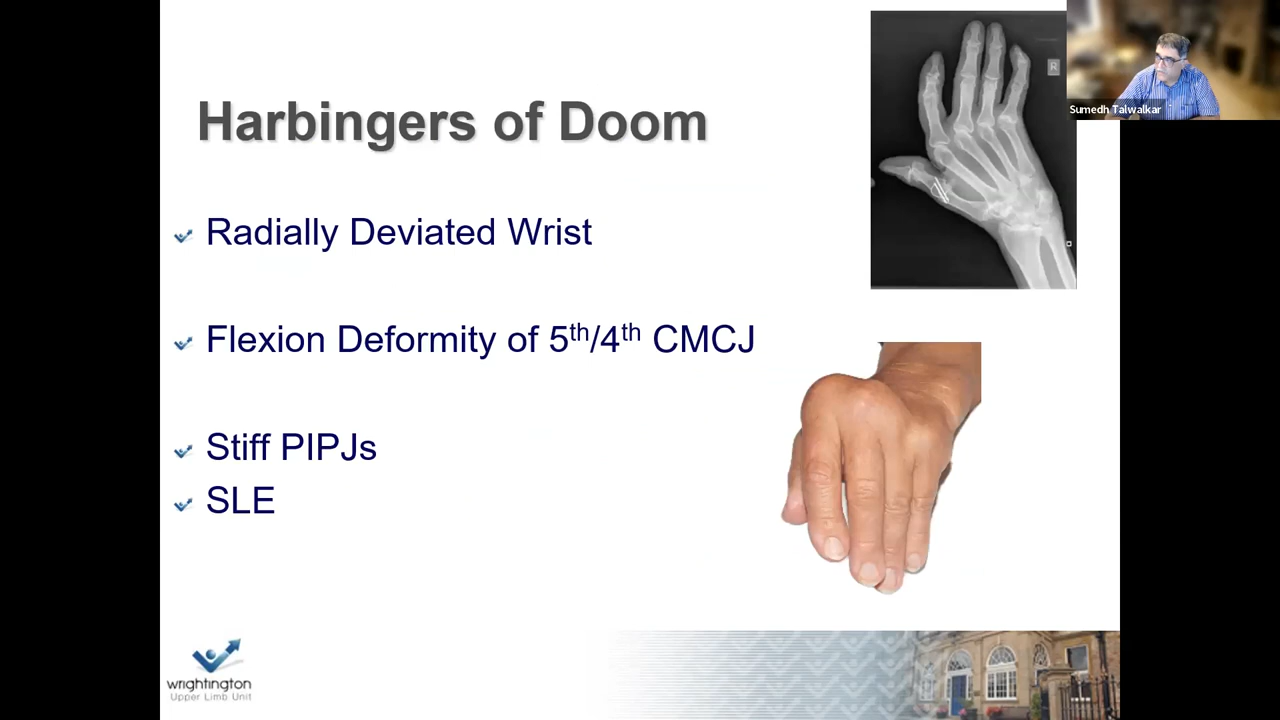 R
Sumedh Talwalkar
Harbingers of Doom
Radially Deviated Wrist
Flexion Deformity of 5th/4th CMCJ
Stiff PIPJs
SLE
wrightington
Upper Limb Unit